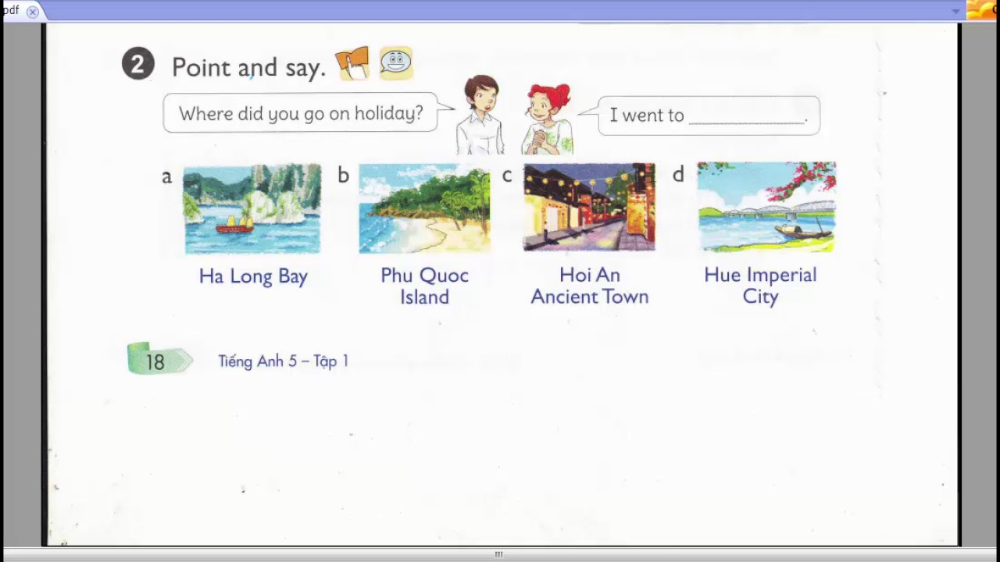 pdf
2 Point and say.
Where did you go on holiday?
I went to ______________.
a
b
c
d
Ha Long Bay
Phu Quoc
Island
Hoi An
Ancient Town
Hue Imperial
City
18 Tiếng Anh 5 – Tập 1